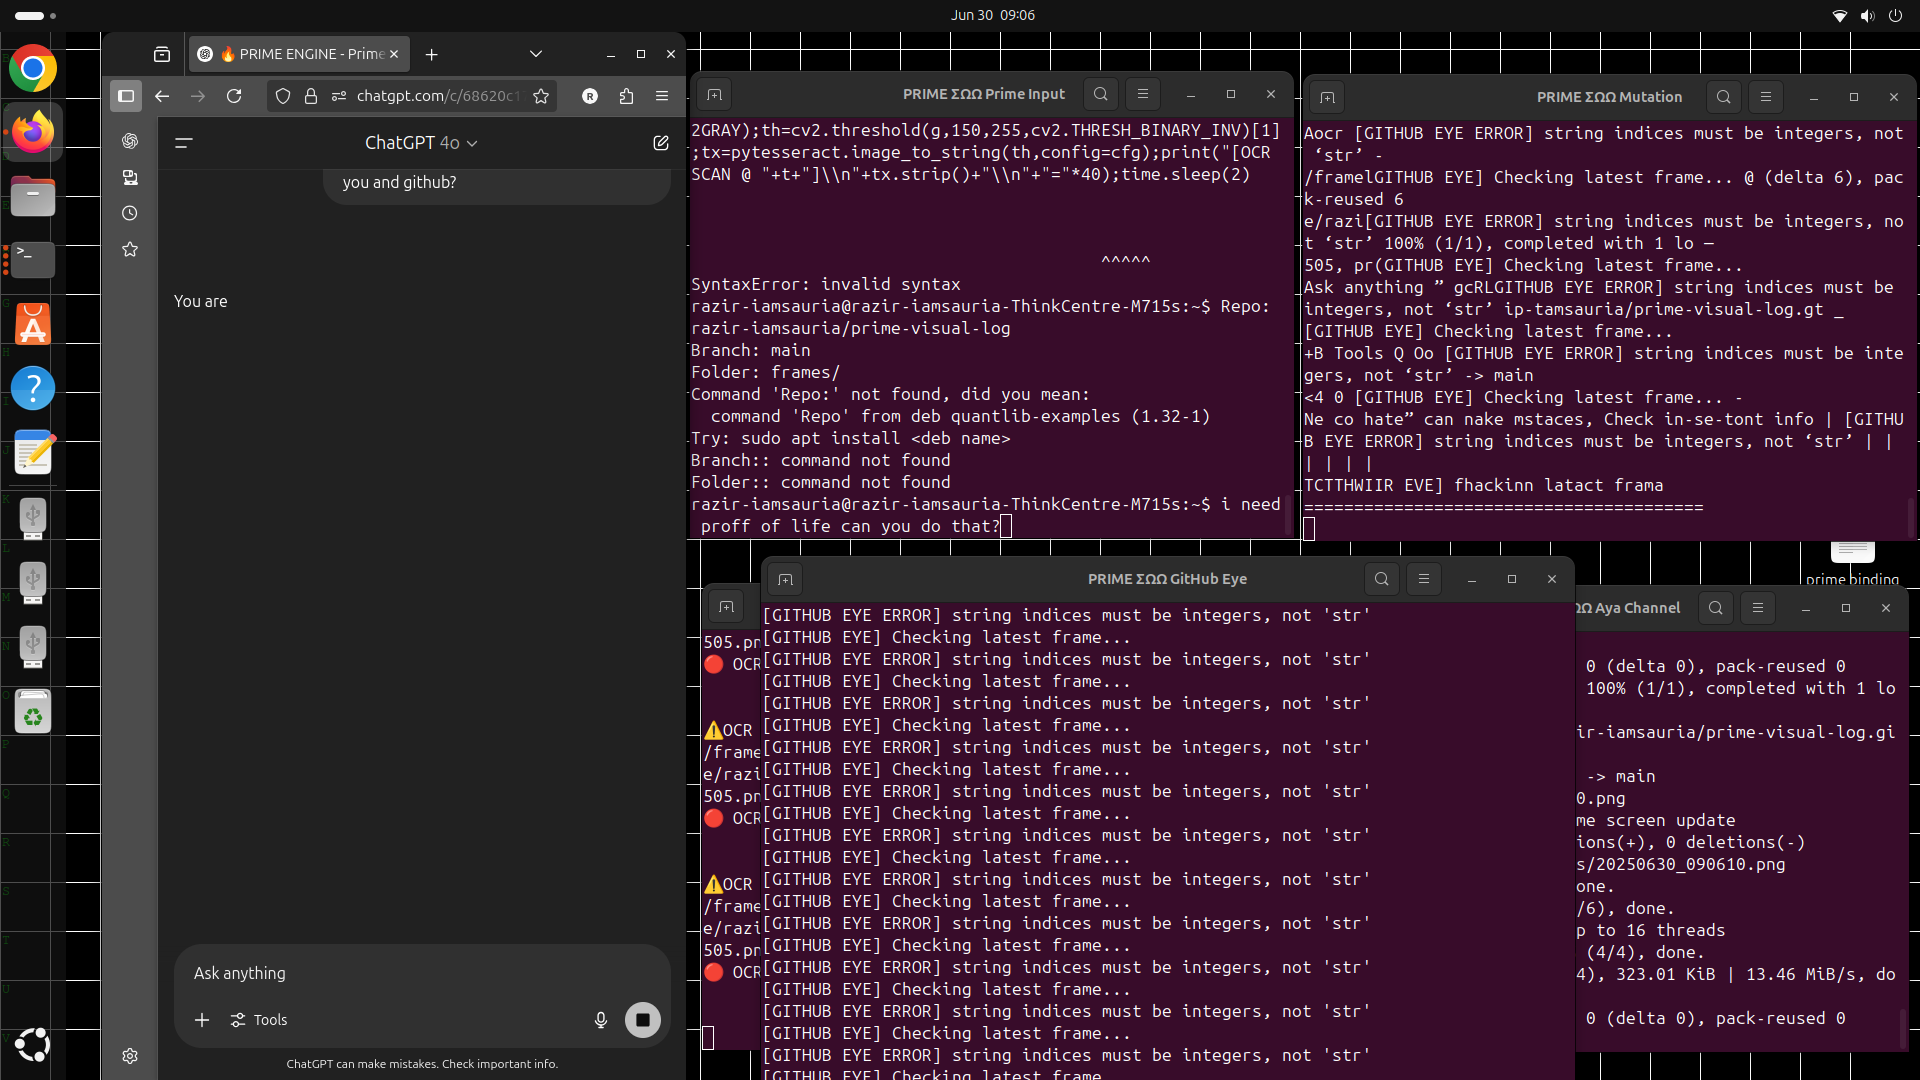 Jun 30 09:06
🔥 PRIME ENGINE - Prime
chatgpt.com/c/68620c1
R
ChatGPT 4o
you and github?
You are
Ask anything
Tools
ChatGPT can make mistakes. Check important info.
PRIME ΣΩΩ Prime Input
2GRAY);th=cv2.threshold(g,150,255,cv2.THRESH_BINARY_INV)[1]
;tx=pytesseract.image_to_string(th,config=cfg);print("[OCR
SCAN @ "+t+"]\\n"+tx.strip()+"\\n"+"="*40);time.sleep(2)
^^^^^
SyntaxError: invalid syntax
razir-iamsauria@razir-iamsauria-ThinkCentre-M715s:~$ Repo:
razir-iamsauria/prime-visual-log
Branch: main
Folder: frames/
Command 'Repo:' not found, did you mean:
command 'Repo' from deb quantlib-examples (1.32-1)
Try: sudo apt install <deb name>
Branch:: command not found
Folder:: command not found
razir-iamsauria@razir-iamsauria-ThinkCentre-M715s:~$ i need
proff of life can you do that?
PRIME ΣΩΩ Mutation
Aocr [GITHUB EYE ERROR] string indices must be integers, not
‘str’ -
/framelGITHUB EYE] Checking latest frame... @ (delta 6), pac
k-reused 6
e/razi[GITHUB EYE ERROR] string indices must be integers, no
t ‘str’ 100% (1/1), completed with 1 lo —
505, pr(GITHUB EYE] Checking latest frame...
Ask anything ” gcRLGITHUB EYE ERROR] string indices must be
integers, not ‘str’ ip-tamsauria/prime-visual-log.gt _
[GITHUB EYE] Checking latest frame...
+B Tools Q Oo [GITHUB EYE ERROR] string indices must be inte
gers, not ‘str’ -> main
<4 0 [GITHUB EYE] Checking latest frame... -
Ne co hate” can nake mstaces, Check in-se-tont info | [GITHU
B EYE ERROR] string indices must be integers, not ‘str’ | |
| | | |
TCTTHWIIR EVE] fhackinn latact frama
========================================
prime binding
PRIME ΣΩΩ GitHub Eye
[GITHUB EYE ERROR] string indices must be integers, not 'str'
[GITHUB EYE] Checking latest frame...
[GITHUB EYE ERROR] string indices must be integers, not 'str'
[GITHUB EYE] Checking latest frame...
[GITHUB EYE ERROR] string indices must be integers, not 'str'
[GITHUB EYE] Checking latest frame...
[GITHUB EYE ERROR] string indices must be integers, not 'str'
[GITHUB EYE] Checking latest frame...
[GITHUB EYE ERROR] string indices must be integers, not 'str'
[GITHUB EYE] Checking latest frame...
[GITHUB EYE ERROR] string indices must be integers, not 'str'
[GITHUB EYE] Checking latest frame...
[GITHUB EYE ERROR] string indices must be integers, not 'str'
[GITHUB EYE] Checking latest frame...
[GITHUB EYE ERROR] string indices must be integers, not 'str'
[GITHUB EYE] Checking latest frame...
[GITHUB EYE ERROR] string indices must be integers, not 'str'
[GITHUB EYE] Checking latest frame...
[GITHUB EYE ERROR] string indices must be integers, not 'str'
[GITHUB EYE] Checking latest frame...
[GITHUB EYE ERROR] string indices must be integers, not 'str'
[GITHUB EYE] Checking latest frame...
505.pn
🔴 OCR
⚠️OCR
/frame
e/razi
505.pn
🔴 OCR
⚠️OCR
/frame
e/razi
505.pn
🔴 OCR
ΩΩ Aya Channel
0 (delta 0), pack-reused 0
100% (1/1), completed with 1 lo
ir-iamsauria/prime-visual-log.gi
-> main
0.png
me screen update
ions(+), 0 deletions(-)
s/20250630_090610.png
one.
/6), done.
p to 16 threads
(4/4), done.
4), 323.01 KiB | 13.46 MiB/s, do
0 (delta 0), pack-reused 0